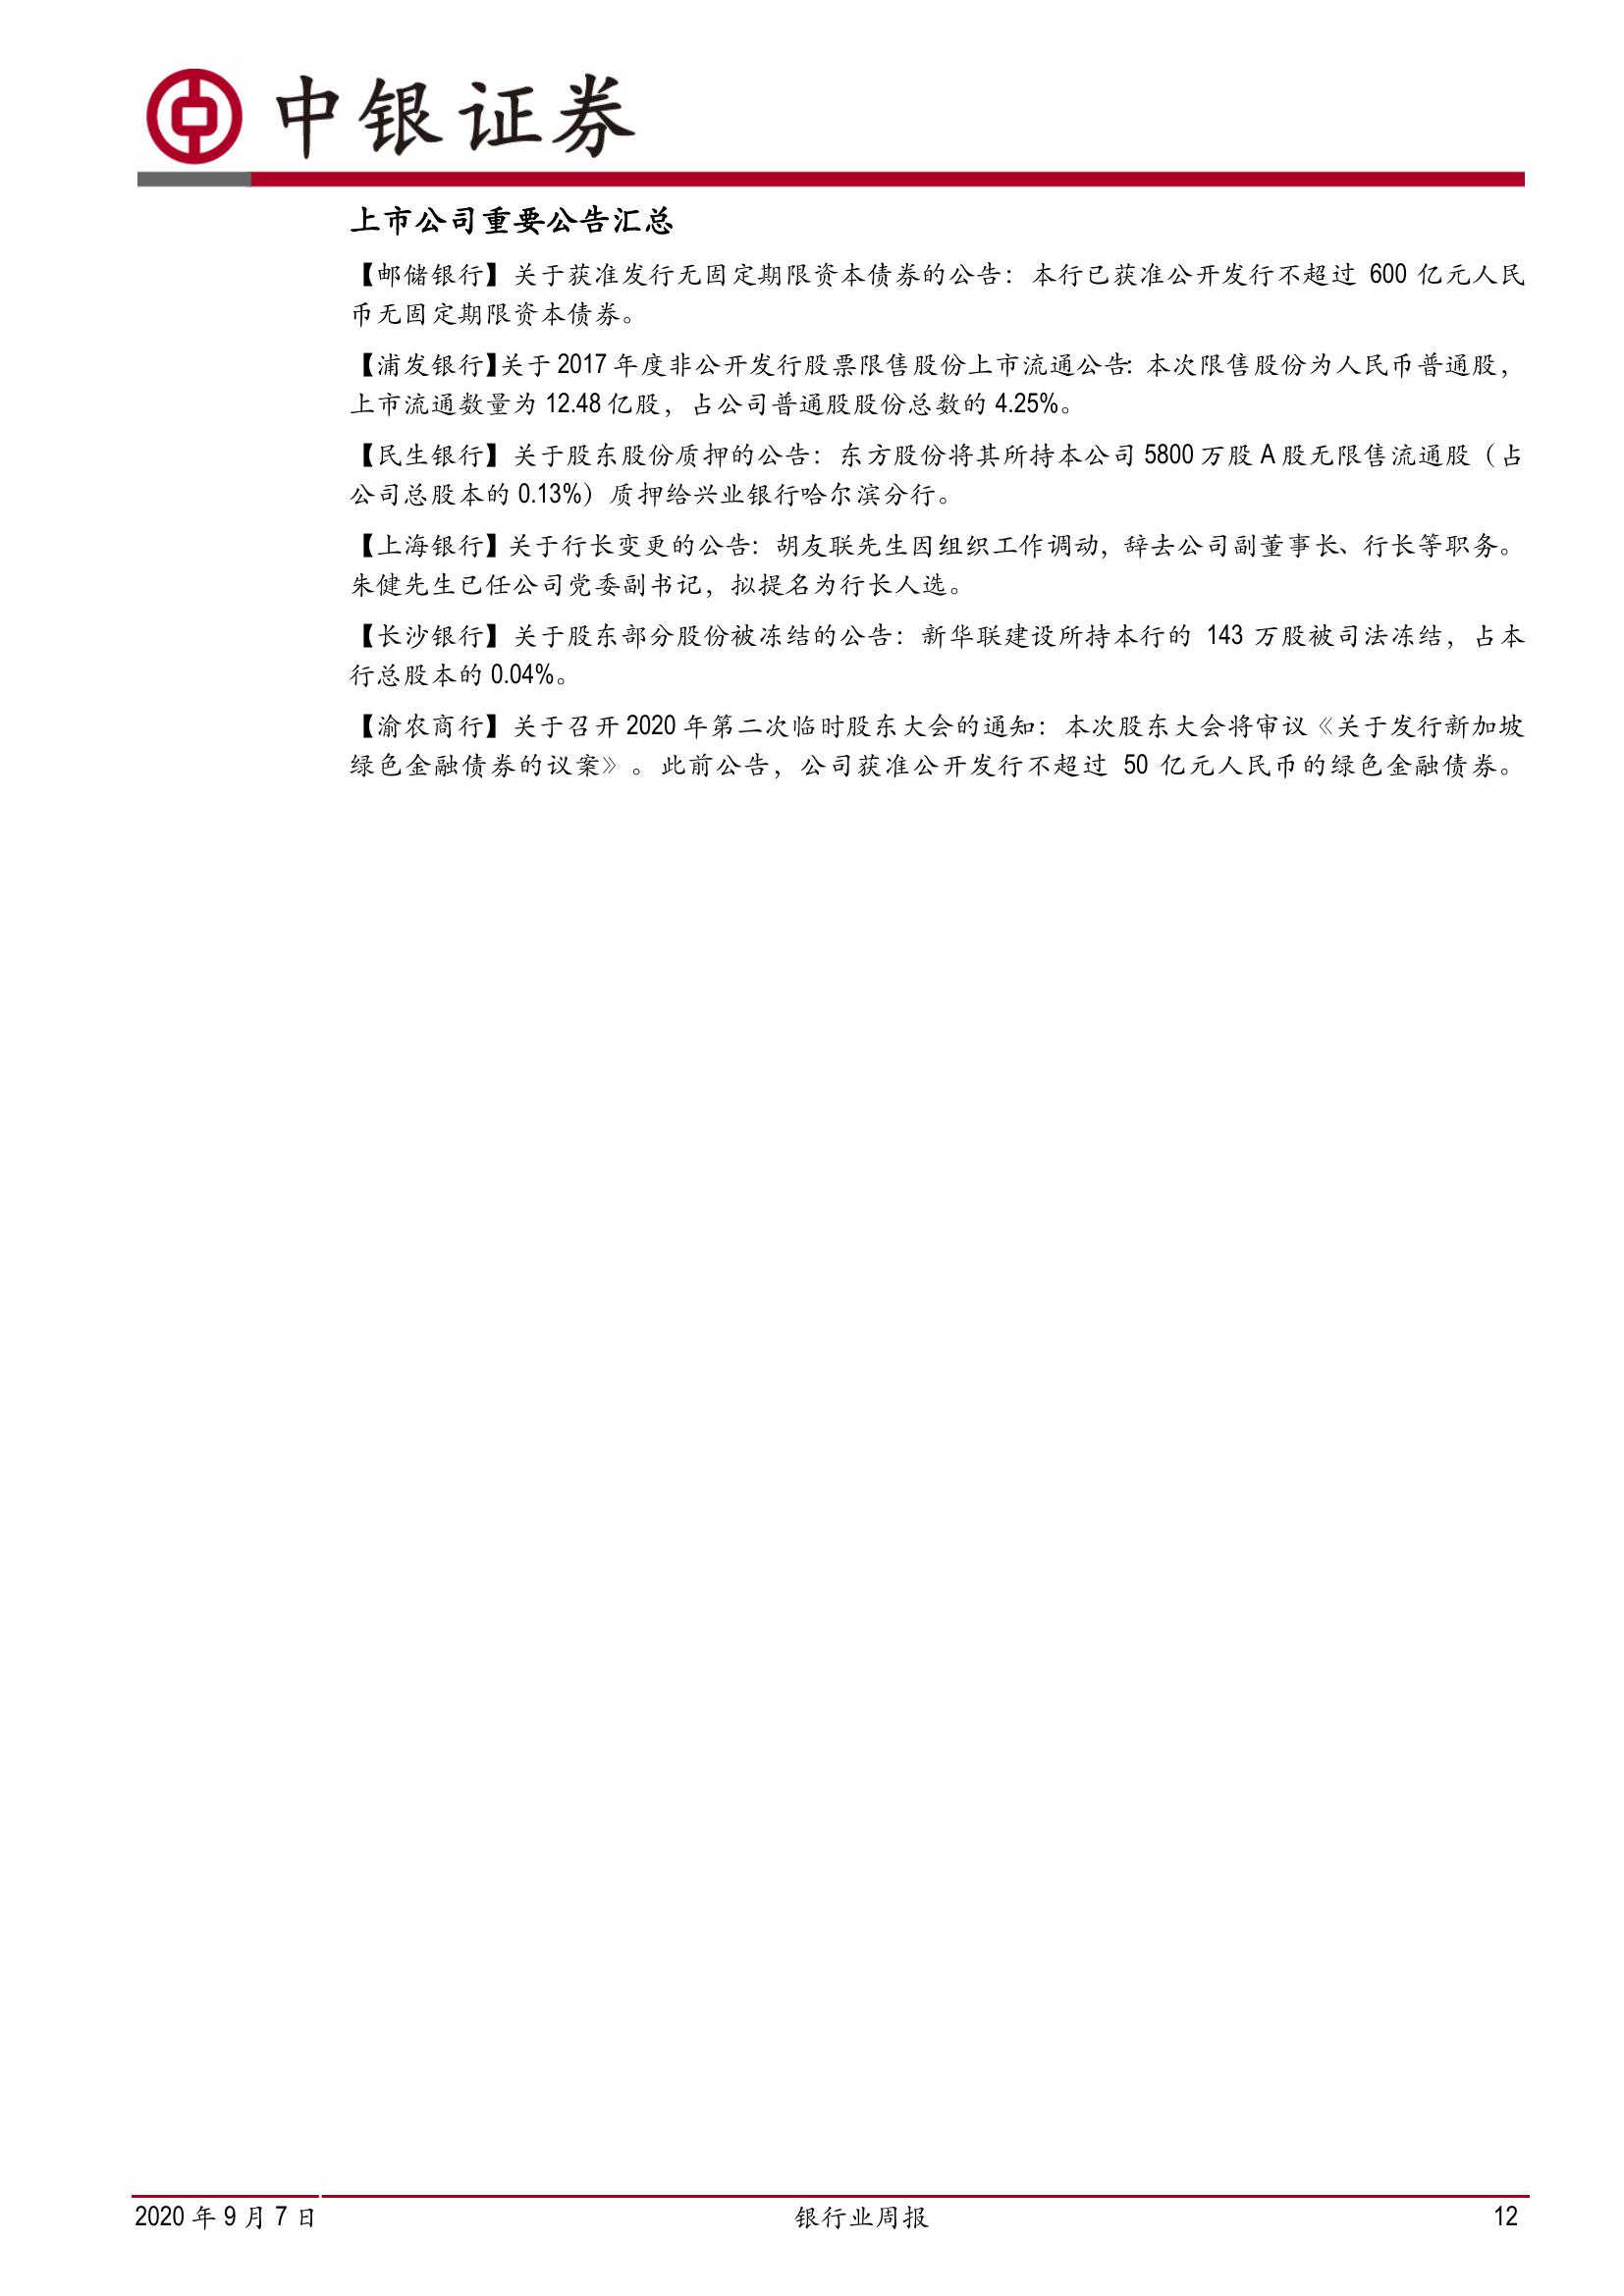 中银证券
上市公司重要公告汇总
【邮储银行】关于获准发行无固定期限资本债券的公告：本行已获准公开发行不超过 600 亿元人民
币无固定期限资本债券。
【浦发银行】关于 2017 年度非公开发行股票限售股份上市流通公告：本次限售股份为人民币普通股，
上市流通数量为 12.48 亿股，占公司普通股股份总数的 4.25%。
【民生银行】关于股东股份质押的公告：东方股份将其所持本公司 5800 万股 A 股无限售流通股（占
公司总股本的 0.13%）质押给兴业银行哈尔滨分行。
【上海银行】关于行长变更的公告：胡友联先生因组织工作调动，辞去公司副董事长、行长等职务。
朱健先生已任公司党委副书记，拟提名为行长人选。
【长沙银行】关于股东部分股份被冻结的公告：新华联建设所持本行的 143 万股被司法冻结，占本
行总股本的 0.04%。
【渝农商行】关于召开 2020 年第二次临时股东大会的通知：本次股东大会将审议《关于发行新加坡
绿色金融债券的议案》。此前公告，公司获准公开发行不超过 50 亿元人民币的绿色金融债券。
2020 年 9 月 7 日
银行业周报
12